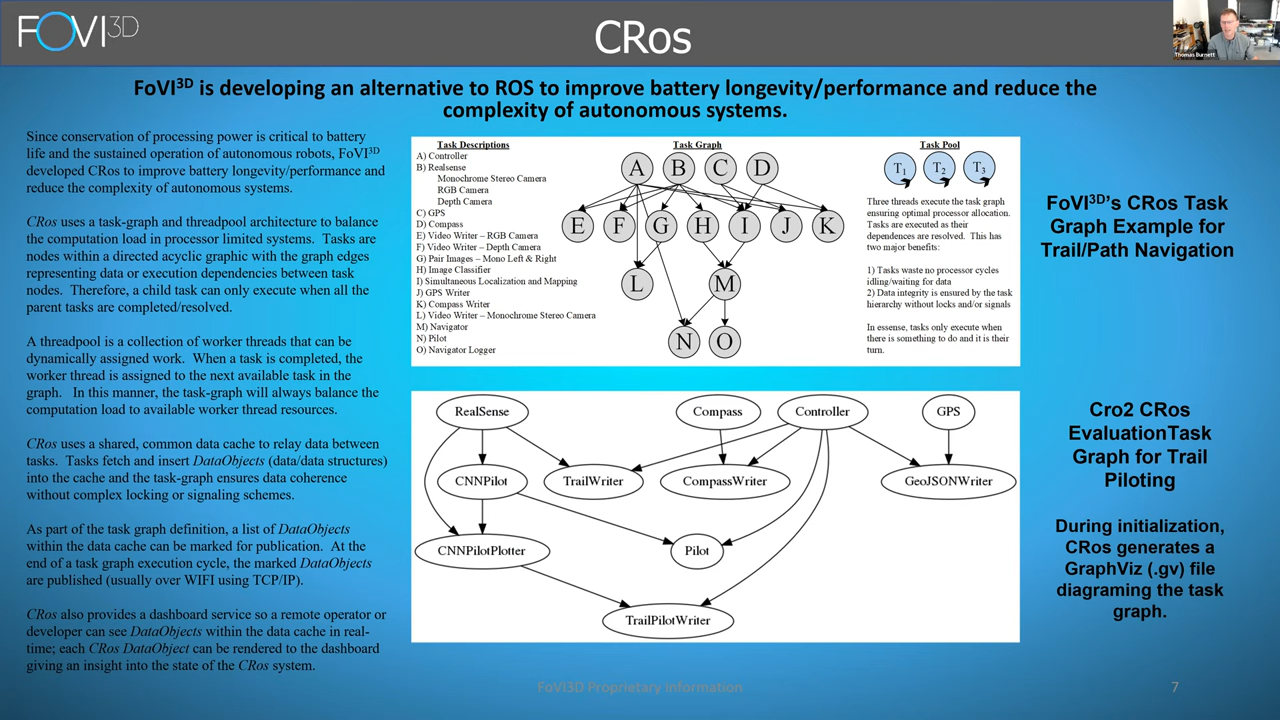 FOVI3D
CRos
Thomas Burnett
FoVI3D is developing an alternative to ROS to improve battery longevity/performance and reduce the
complexity of autonomous systems.
Since conservation of processing power is critical to battery
life and the sustained operation of autonomous robots, FoVI3D
developed CRos to improve battery longevity/performance and
reduce the complexity of autonomous systems.
CRos uses a task-graph and threadpool architecture to balance
the computation load in processor limited systems. Tasks are
nodes within a directed acyclic graphic with the graph edges
representing data or execution dependencies between task
nodes. Therefore, a child task can only execute when all the
parent tasks are completed/resolved.
A threadpool is a collection of worker threads that can be
dynamically assigned work. When a task is completed, the
worker thread is assigned to the next available task in the
graph. In this manner, the task-graph will always balance the
computation load to available worker thread resources.
CRos uses a shared, common data cache to relay data between
tasks. Tasks fetch and insert DataObjects (data/data structures)
into the cache and the task-graph ensures data coherence
without complex locking or signaling schemes.
As part of the task graph definition, a list of DataObjects
within the data cache can be marked for publication. At the
end of a task graph execution cycle, the marked DataObjects
are published (usually over WIFI using TCP/IP).
CRos also provides a dashboard service so a remote operator or
developer can see DataObjects within the data cache in real-
time; each CRos DataObject can be rendered to the dashboard
giving an insight into the state of the CRos system.
Task Descriptions
A) Controller
B) Realsense
Monochrome Stereo Camera
RGB Camera
Depth Camera
C) GPS
D) Compass
E) Video Writer – RGB Camera
F) Video Writer – Depth Camera
G) Pair Images – Mono Left & Right
H) Image Classifier
I) Simultaneous Localization and Mapping
J) GPS Writer
K) Compass Writer
L) Video Writer – Monochrome Stereo Camera
M) Navigator
N) Pilot
O) Navigator Logger
Task Graph
A B C D
E F G H I J K
L M
N O
Task Pool
T1 T2 T3
Three threads execute the task graph
ensuring optimal processor allocation.
Tasks are executed as their
dependences are resolved. This has
two major benefits:
1) Tasks waste no processor cycles
idling/waiting for data
2) Data integrity is ensured by the task
hierarchy without locks and/or signals
In essense, tasks only execute when
there is something to do and it is their
turn.
FoVI3D's CRos Task
Graph Example for
Trail/Path Navigation
RealSense Compass Controller GPS
CNNPilot TrailWriter CompassWriter GeoJSONWriter
CNNPilotPlotter Pilot
TrailPilotWriter
Cro2 CRos
EvaluationTask
Graph for Trail
Piloting
During initialization,
CRos generates a
GraphViz (.gv) file
diagraming the task
graph.
FoVI3D Proprietary information
7